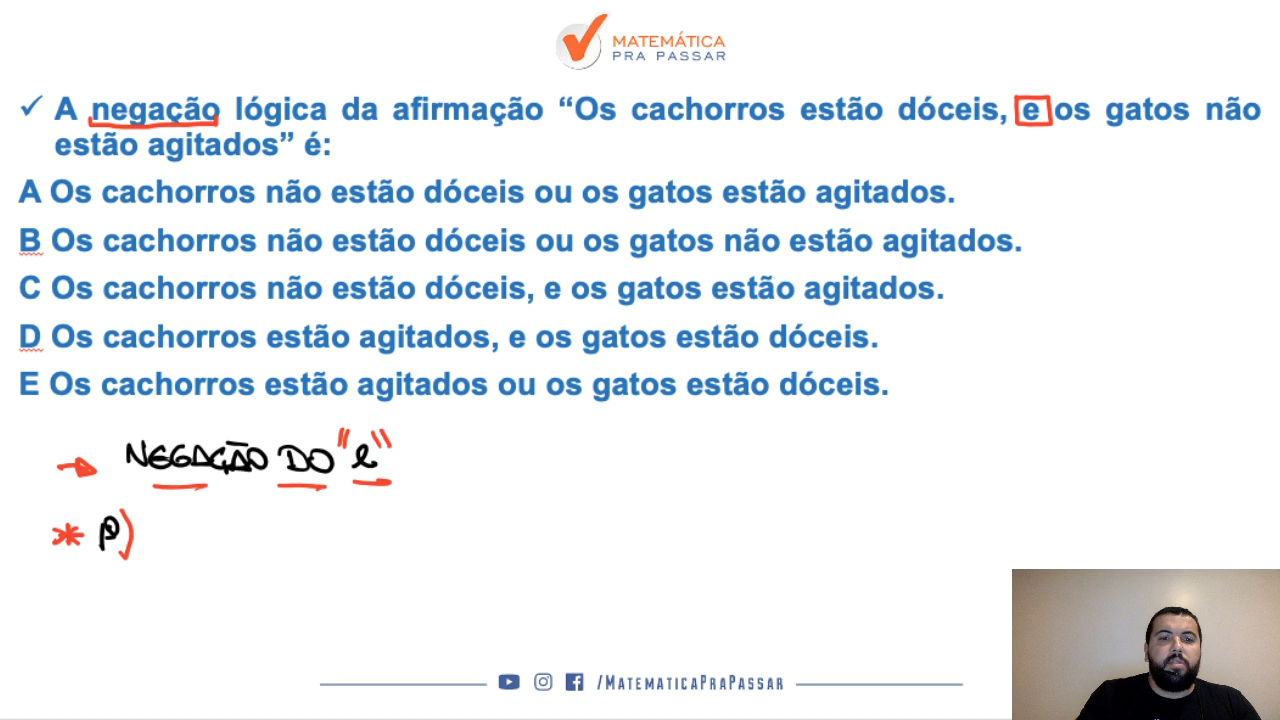 MATEMÁTICA
PRA PASSAR
✓ A negação lógica da afirmação “Os cachorros estão dóceis, e os gatos não
estão agitados” é:
A Os cachorros não estão dóceis ou os gatos estão agitados.
B Os cachorros não estão dóceis ou os gatos não estão agitados.
C Os cachorros não estão dóceis, e os gatos estão agitados.
D Os cachorros estão agitados, e os gatos estão dóceis.
E Os cachorros estão agitados ou os gatos estão dóceis.
→ NEGAÇÃO DO "e"
* P)
/MATEMATICAPRAPASSAR